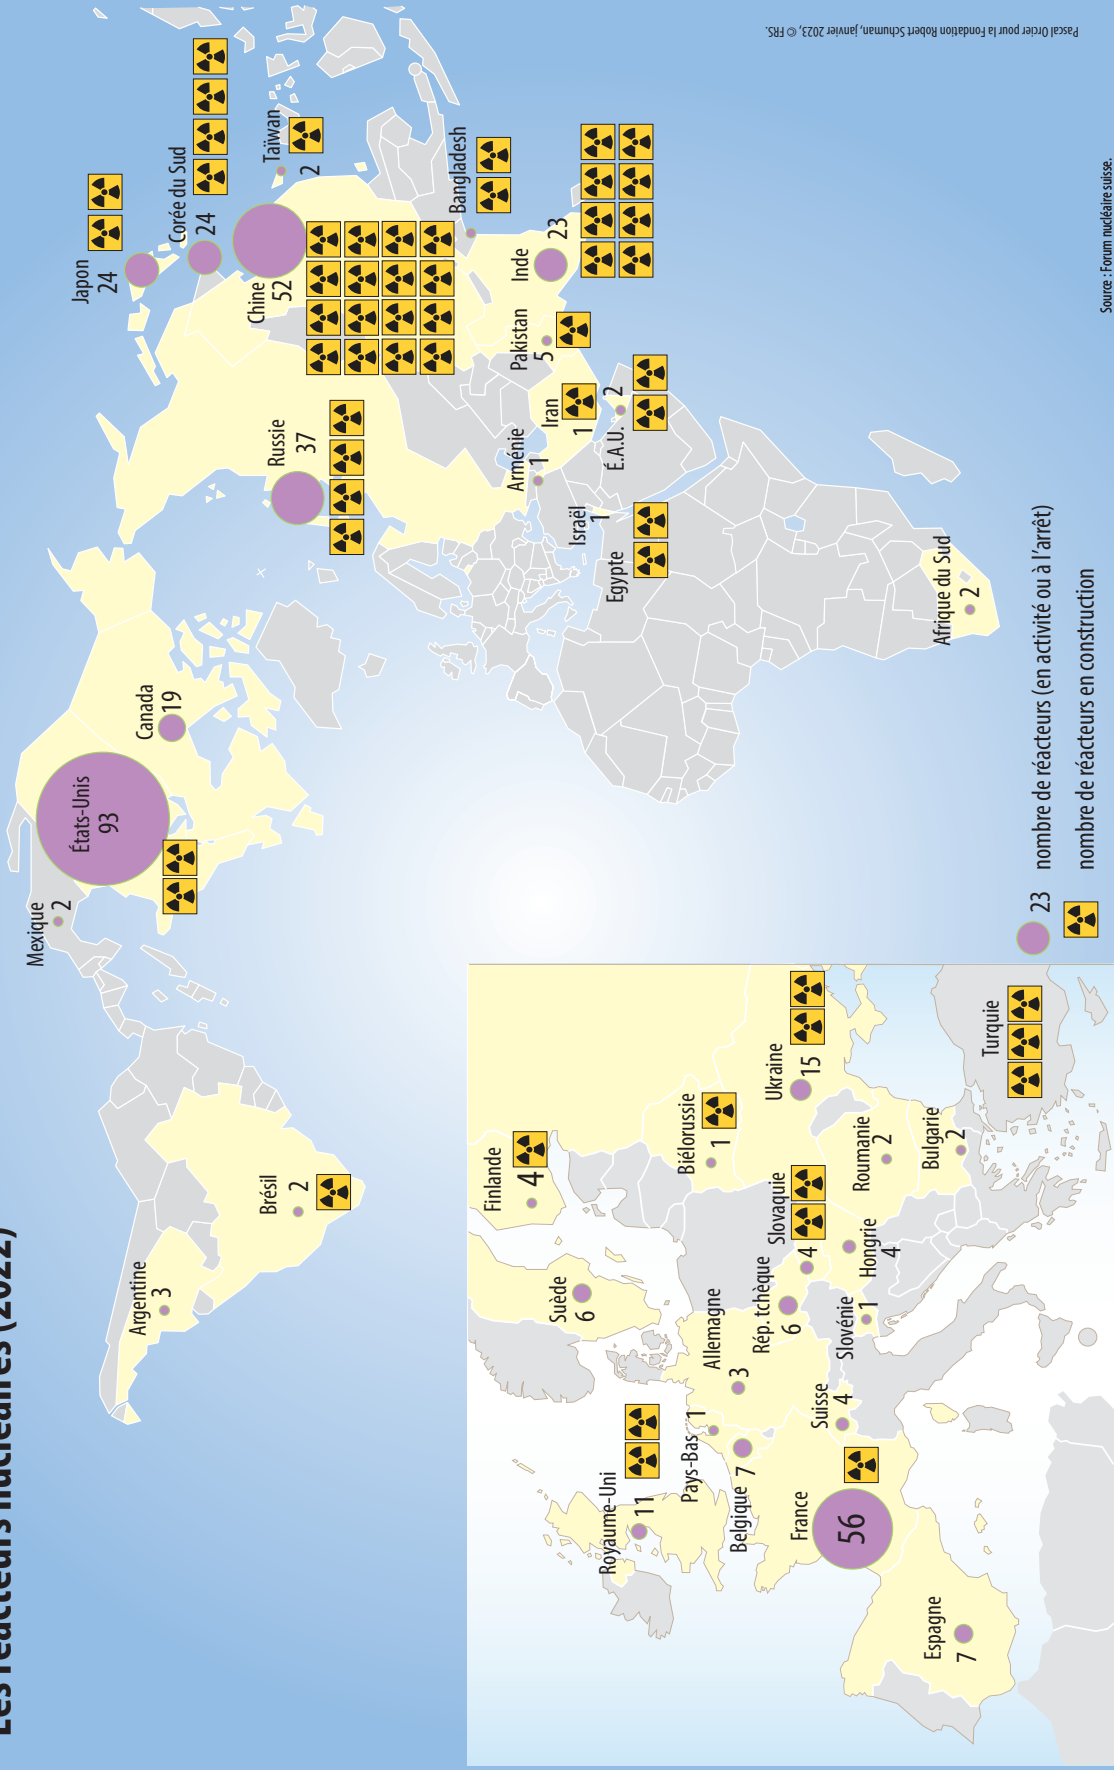 Les réacteurs nucléaires (2022)
Mexique
2
États-Unis
93
Canada
19
Argentine
3
Brésil
2
Russie
37
Japon
24
Corée du Sud
24
Chine
52
Taïwan
2
Bangladesh
Inde
23
Pakistan
5
Iran
1
Arménie
1
É.A.U.
2
Israël
1
Egypte
Afrique du Sud
2
Finlande
4
Suède
6
Royaume-Uni
11
Pays-Bas
1
Belgique
7
Allemagne
3
Biélorussie
1
Ukraine
15
Rép. tchèque
6
Slovaquie
4
Hongrie
4
Slovénie
1
Suisse
4
France
56
Espagne
7
Roumanie
2
Bulgarie
2
Turquie
23
nombre de réacteurs (en activité ou à l'arrêt)
nombre de réacteurs en construction
Source : Forum nucléaire suisse.
Pascal Orcier pour la Fondation Robert Schuman, janvier 2023, © FRS.